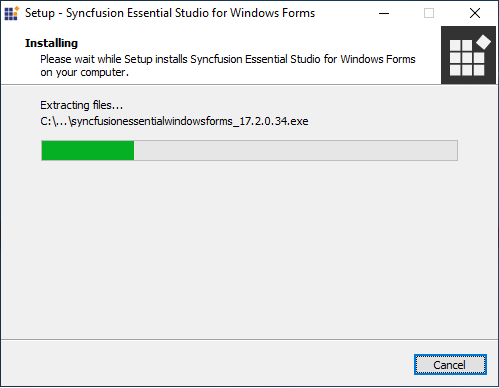 Setup - Syncfusion Essential Studio for Windows Forms
Installing
Please wait while Setup installs Syncfusion Essential Studio for Windows Forms
on your computer.
Extracting files...
C:\...\syncfusionessentialwindowsforms_17.2.0.34.exe
Cancel